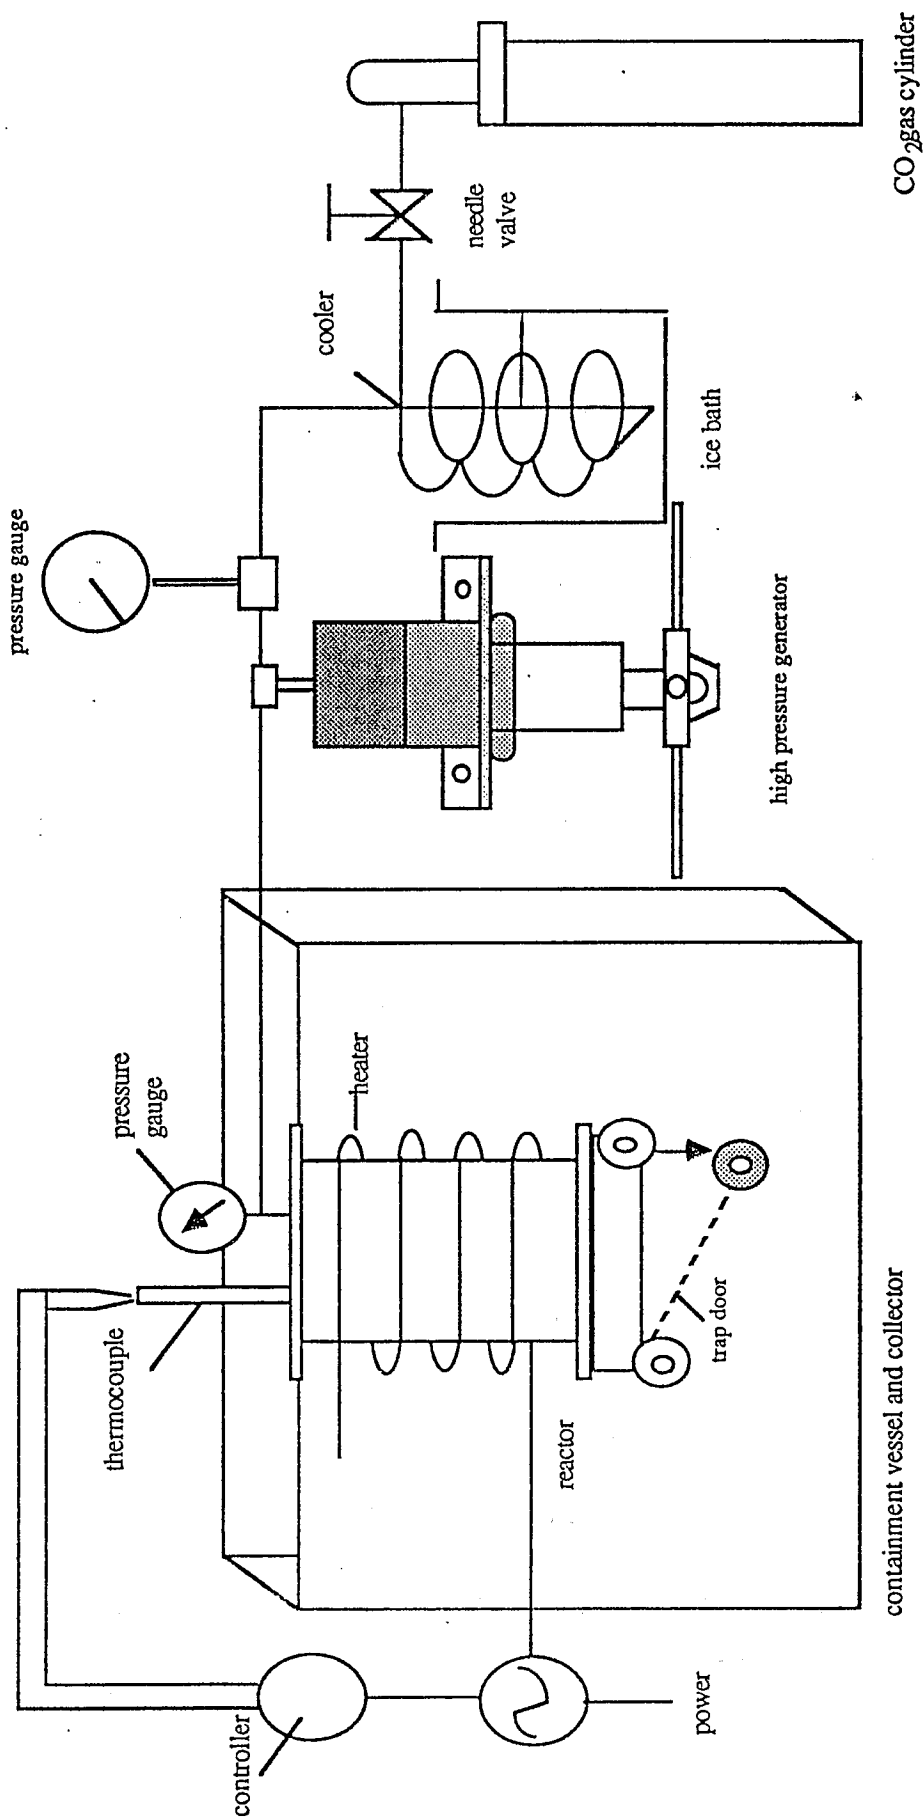 controller
power
thermocouple
pressure
gauge
heater
reactor
trap door
containment vessel and collector
pressure gauge
high pressure generator
cooler
ice bath
needle
valve
CO2gas cylinder